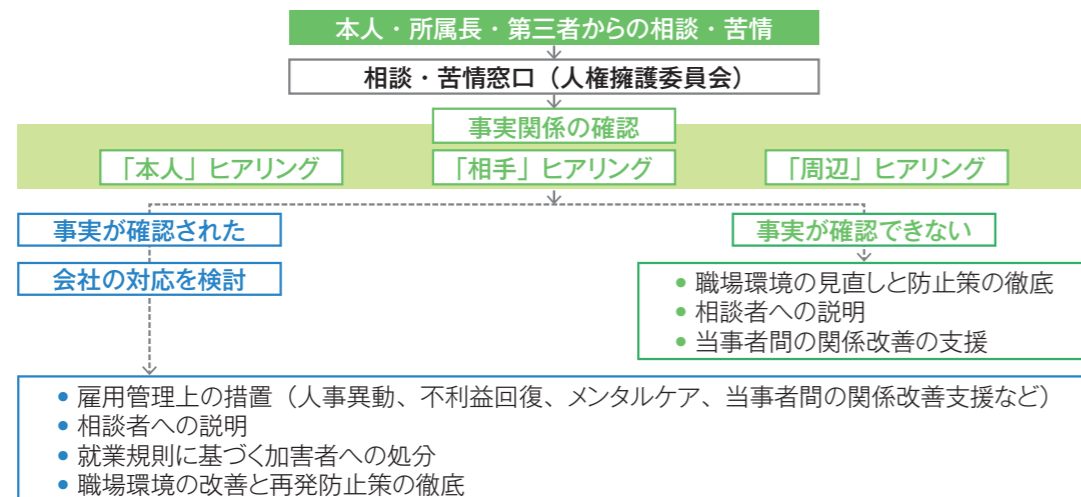 本人・所属長・第三者からの相談・苦情
相談・苦情窓口（人権擁護委員会）
事実関係の確認
「本人」ヒアリング
「相手」ヒアリング
「周辺」ヒアリング
事実が確認された
事実が確認できない
会社の対応を検討
• 職場環境の見直しと防止策の徹底
• 相談者への説明
• 当事者間の関係改善の支援
• 雇用管理上の措置（人事異動、不利益回復、メンタルケア、当事者間の関係改善支援など）
• 相談者への説明
• 就業規則に基づく加害者への処分
• 職場環境の改善と再発防止策の徹底